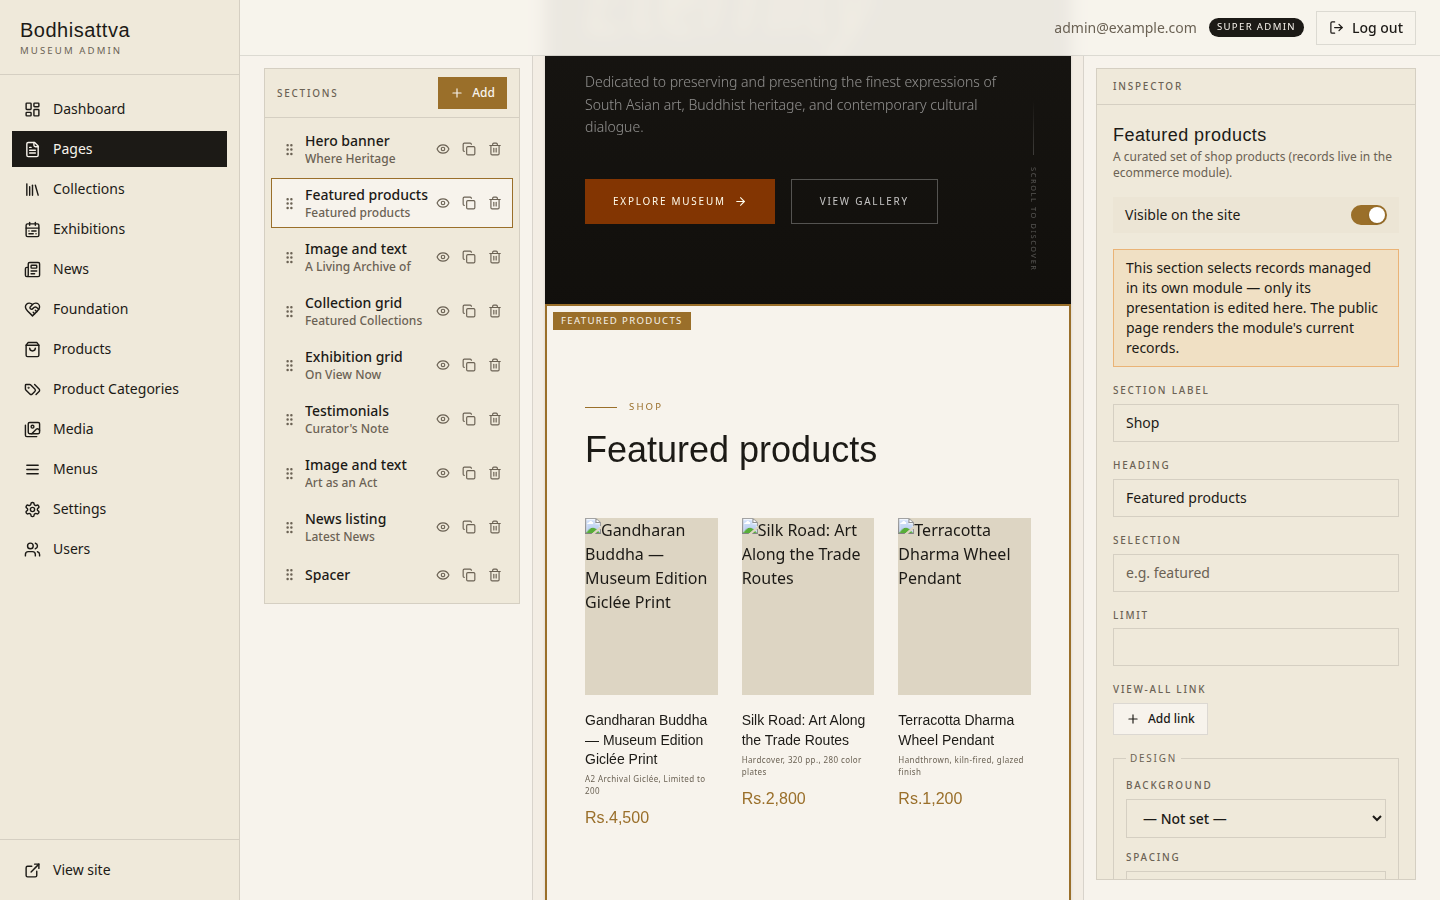 Bodhisattva
MUSEUM ADMIN
Dashboard
Pages
Collections
Exhibitions
News
Foundation
Products
Product Categories
Media
Menus
Settings
Users
View site
admin@example.com
SUPER ADMIN
Log out
SECTIONS
Add
Hero banner
Where Heritage
Featured products
Featured products
Image and text
A Living Archive of
Collection grid
Featured Collections
Exhibition grid
On View Now
Testimonials
Curator's Note
Image and text
Art as an Act
News listing
Latest News
Spacer
Dedicated to preserving and presenting the finest expressions of
South Asian art, Buddhist heritage, and contemporary cultural
dialogue.
EXPLORE MUSEUM
VIEW GALLERY
SCROLL TO DISCOVER
FEATURED PRODUCTS
SHOP
Featured products
Gandharan
Buddha —
Museum Edition
Giclée Print
Silk Road: Art
Along the Trade
Routes
Terracotta
Dharma Wheel
Pendant
Gandharan Buddha
— Museum Edition
Giclée Print
A2 Archival Giclée, Limited to
200
Rs.4,500
Silk Road: Art Along
the Trade Routes
Hardcover, 320 pp., 280 color
plates
Rs.2,800
Terracotta Dharma
Wheel Pendant
Handthrown, kiln-fired, glazed
finish
Rs.1,200
INSPECTOR
Featured products
A curated set of shop products (records live in the
ecommerce module).
Visible on the site
This section selects records managed
in its own module — only its
presentation is edited here. The public
page renders the module's current
records.
SECTION LABEL
Shop
HEADING
Featured products
SELECTION
e.g. featured
LIMIT
VIEW-ALL LINK
Add link
DESIGN
BACKGROUND
— Not set —
SPACING